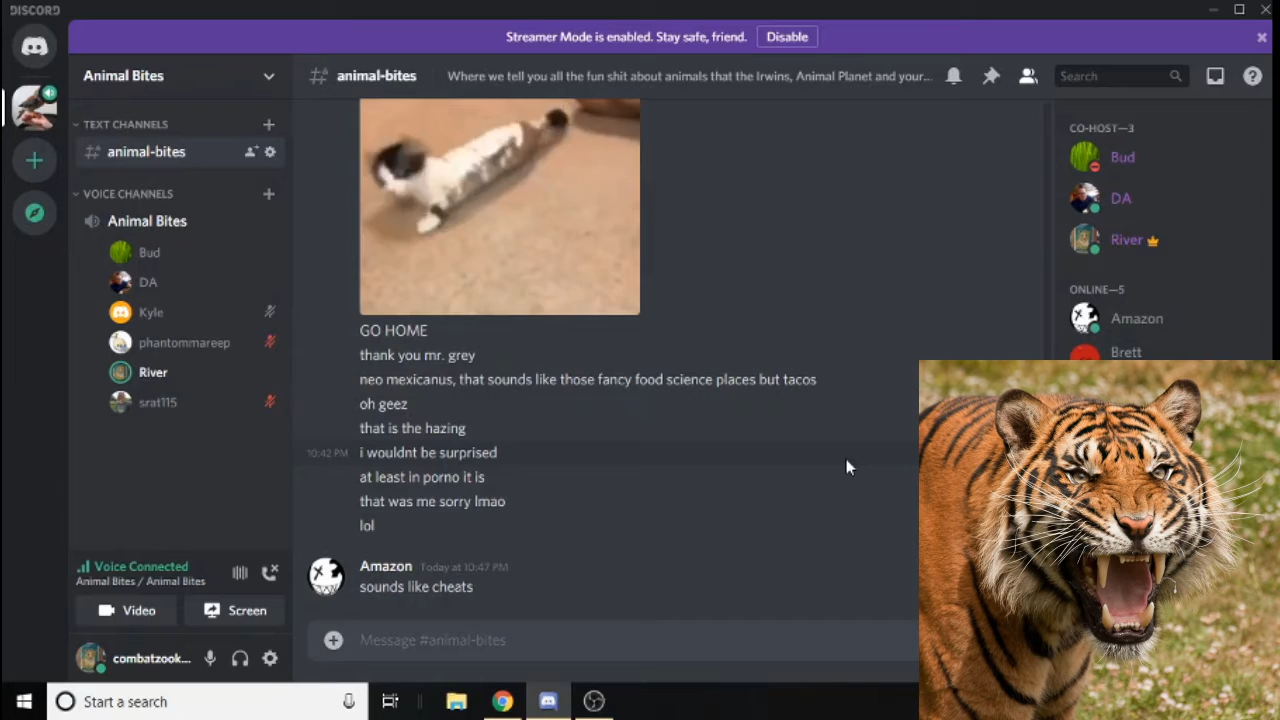 DISCORD
Streamer Mode is enabled. Stay safe, friend. Disable
Animal Bites
animal-bites
Where we tell you all the fun shit about animals that the Irwins, Animal Planet and your...
Search
TEXT CHANNELS
animal-bites
VOICE CHANNELS
Animal Bites
Bud
DA
Kyle
phantommareep
River
srat115
Voice Connected
Animal Bites / Animal Bites
Video
Screen
combatzook...
GO HOME
thank you mr. grey
neo mexicanus, that sounds like those fancy food science places but tacos
oh geez
that is the hazing
10:42 PM i wouldnt be surprised
at least in porno it is
that was me sorry lmao
lol
Amazon Today at 10:47 PM
sounds like cheats
Message #animal-bites
CO-HOST—3
Bud
DA
River
ONLINE—5
Amazon
Brett
Start a search